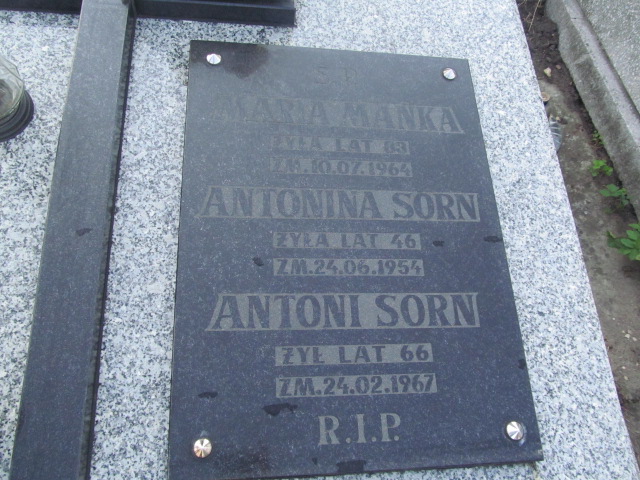 Ś.P.
MARIA MAŃKA
ŻYŁA LAT 83
ZM.10.07.1964
ANTONINA SORN
ŻYŁA LAT 46
ZM.24.06.1954
ANTONI SORN
ŻYŁ LAT 66
ZM.24.02.1967
R.I.P.